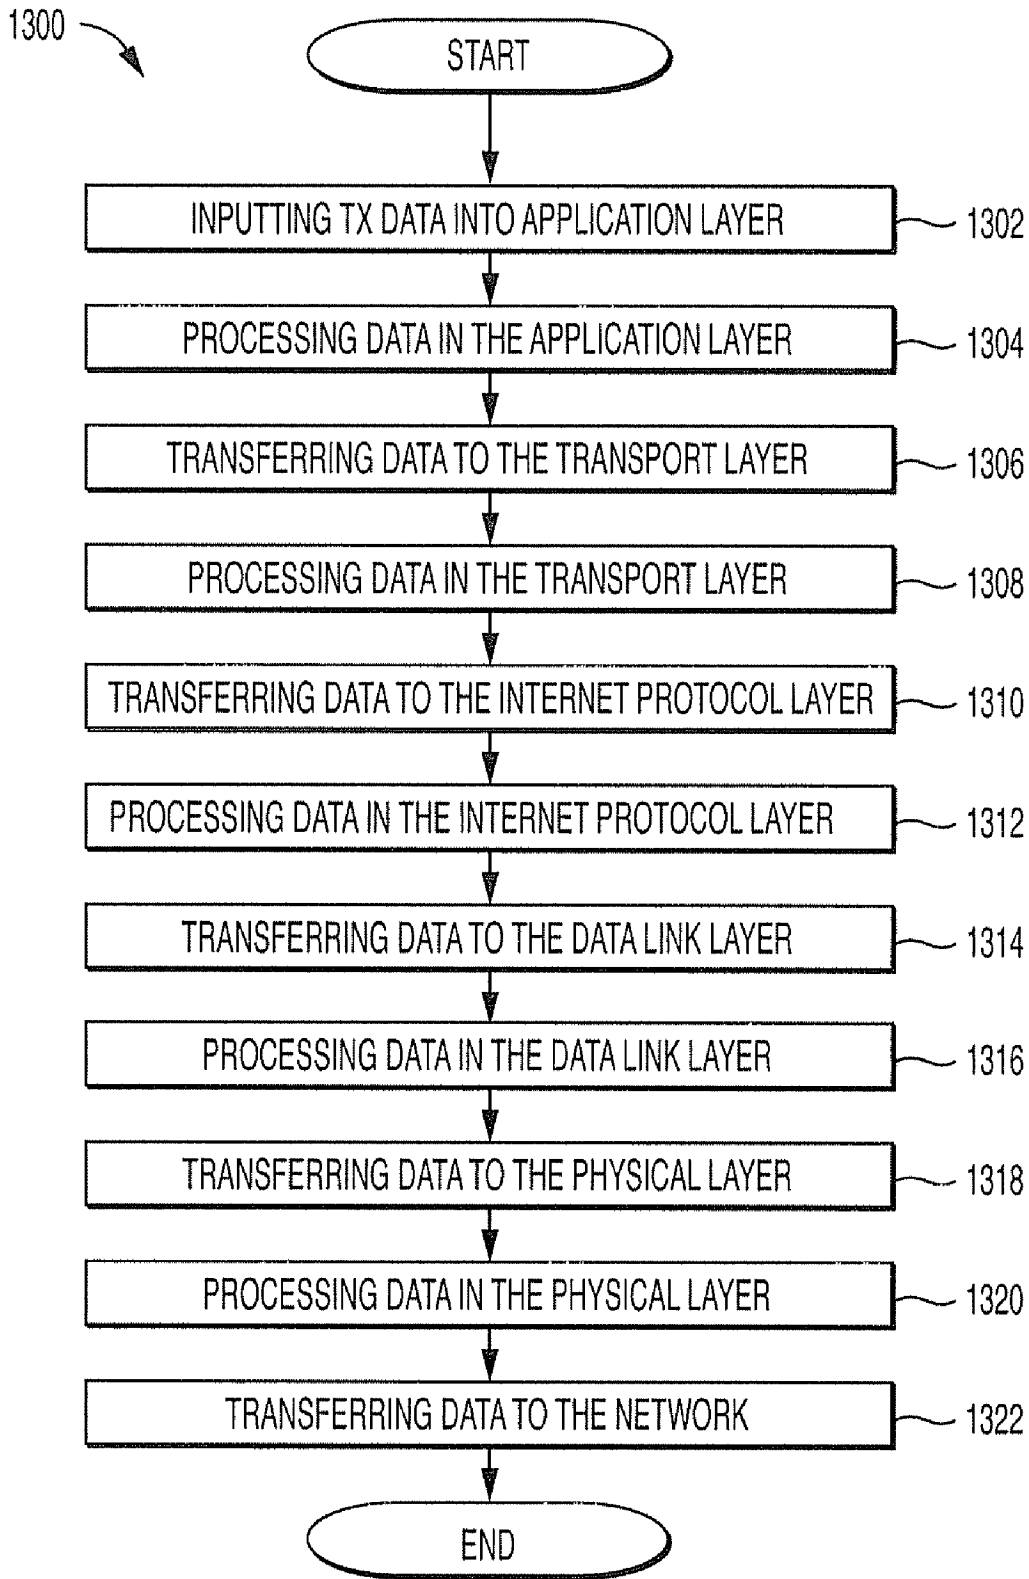 1300
START
INPUTTING TX DATA INTO APPLICATION LAYER
1302
PROCESSING DATA IN THE APPLICATION LAYER
1304
TRANSFERRING DATA TO THE TRANSPORT LAYER
1306
PROCESSING DATA IN THE TRANSPORT LAYER
1308
TRANSFERRING DATA TO THE INTERNET PROTOCOL LAYER
1310
PROCESSING DATA IN THE INTERNET PROTOCOL LAYER
1312
TRANSFERRING DATA TO THE DATA LINK LAYER
1314
PROCESSING DATA IN THE DATA LINK LAYER
1316
TRANSFERRING DATA TO THE PHYSICAL LAYER
1318
PROCESSING DATA IN THE PHYSICAL LAYER
1320
TRANSFERRING DATA TO THE NETWORK
1322
END